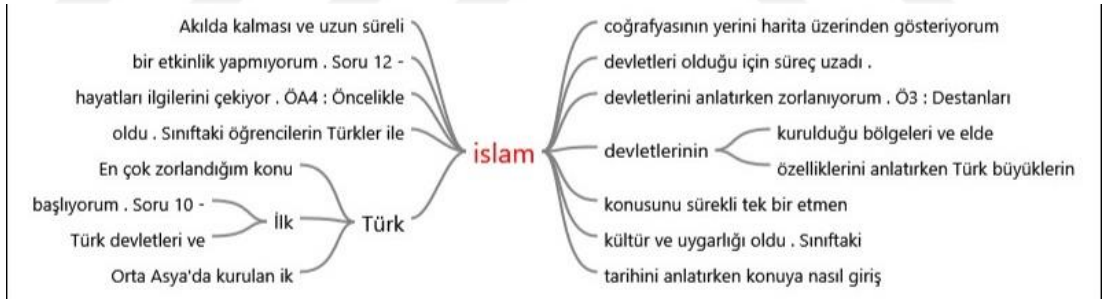 Akılda kalması ve uzun süreli
bir etkinlik yapmıyorum . Soru 12 -
hayatları ilgilerini çekiyor . ÖA4 : Öncelikle
oldu . Sınıftaki öğrencilerin Türkler ile
En çok zorlandığım konu
başlıyorum . Soru 10 -
Türk devletleri ve
İlk
Orta Asya'da kurulan ik
Türk
islam
coğrafyasının yerini harita üzerinden gösteriyorum
devletleri olduğu için süreç uzadı .
devletlerini anlatırken zorlanıyorum . Ö3 : Destanları
devletlerinin
kurulduğu bölgeleri ve elde
özelliklerini anlatırken Türk büyüklerin
konusunu sürekli tek bir etmen
kültür ve uygarlığı oldu . Sınıftaki
tarihini anlatırken konuya nasıl giriş